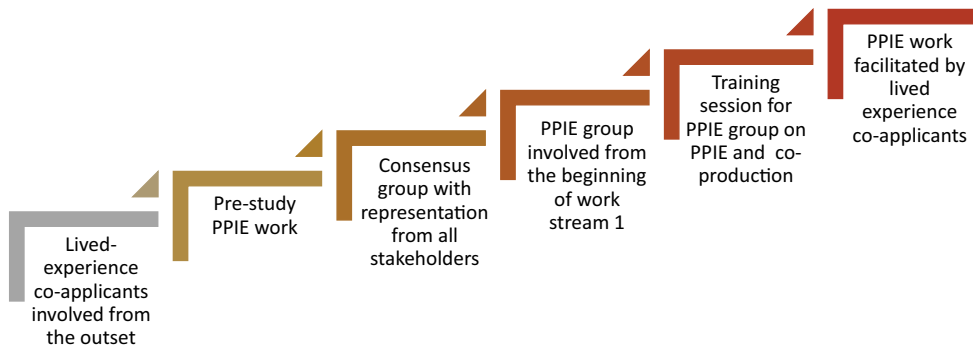 Lived-
experience
co-applicants
involved from
the outset
Pre-study
PPIE work
Consensus
group with
representation
from all
stakeholders
PPIE group
involved from
the beginning
of work
stream 1
Training
session for
PPIE group on
PPIE and co-
production
PPIE work
facilitated by
lived
experience
co-applicants